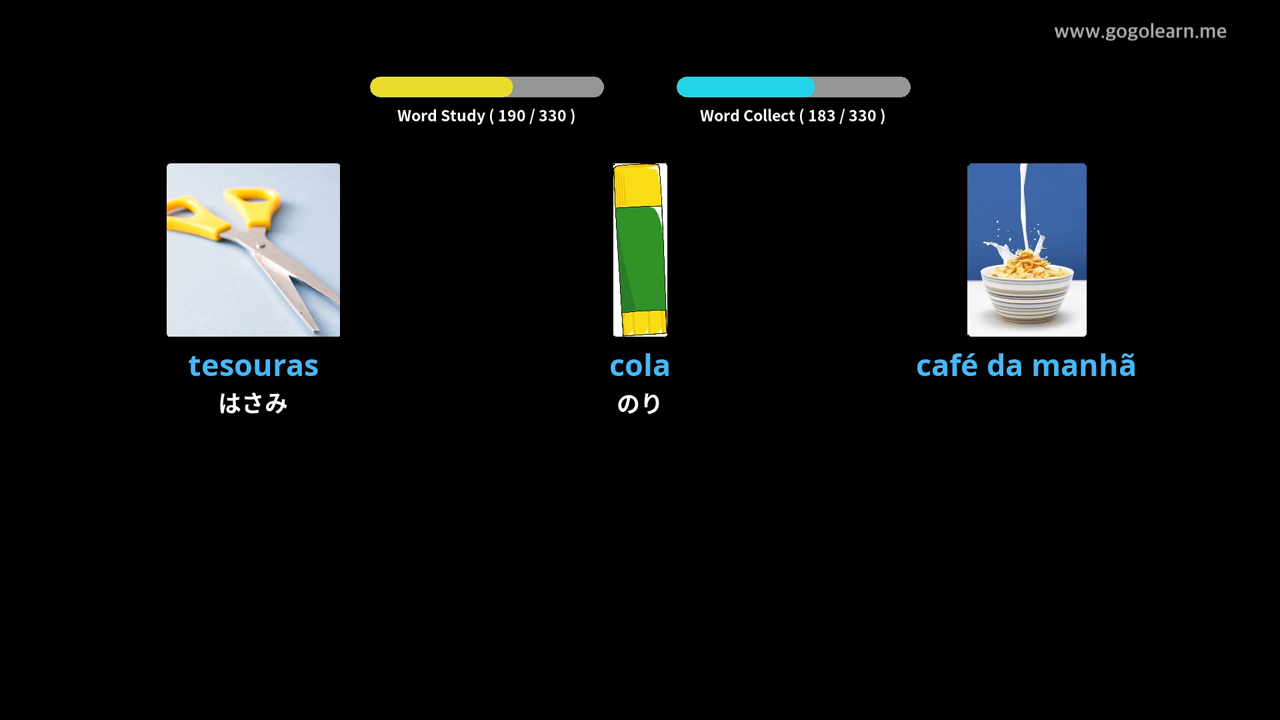 www.gogolearn.me
Word Study ( 190 / 330 )
Word Collect ( 183 / 330 )
tesouras
はさみ
cola
のり
café da manhã